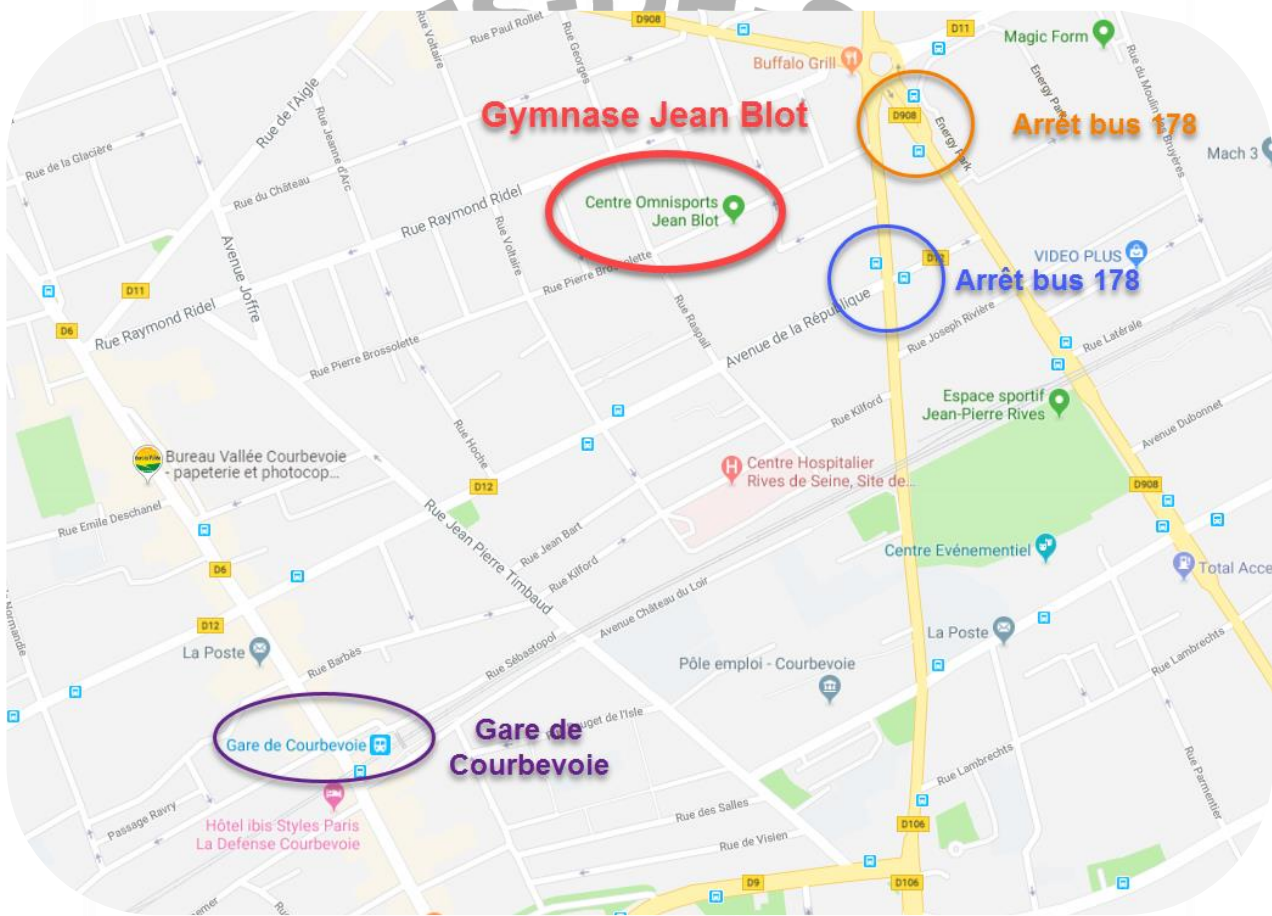 D908
D11
Magic Form
Rue Paul Rollet
Rue Voltaire
Rue Georges
Buffalo Grill
Rue de l'Aigle
Rue Jeanne d'Arc
Gymnase Jean Blot
D908
Energy Park
Energy Park
Arrêt bus 178
Mach 3
Rue de la Glacière
Rue du Château
Rue Raymond Ridel
Centre Omnisports
Jean Blot
Rue Voltaire
Avenue Joffre
Rue Pierre Brossolette
D12
VIDEO PLUS
Arrêt bus 178
D11
D6
Rue Raymond Ridel
Rue Raspail
Avenue de la République
Rue Joseph Rivière
Rue Latérale
Rue Pierre Brossolette
Espace sportif
Jean-Pierre Rives
Rue Kilford
Avenue Dubonnet
Rue Hoche
Bureau Vallée Courbevoie
- papeterie et photocop...
Centre Hospitalier
Rives de Seine, Site de...
D12
D908
Rue Emile Deschanel
Rue Jean Pierre Timbaud
Rue Jean Bart
Rue Kilford
Centre Evénementiel
Total Acce
D6
D12
Avenue Château du Loir
La Poste
La Poste
Rue Barbès
Rue Sébastopol
Pôle emploi - Courbevoie
Rue Lambrechts
Gare de Courbevoie
Gare de
Courbevoie
Rue Lambrechts
Rue Parmentier
Passage Ravry
Hôtel ibis Styles Paris
La Defense Courbevoie
Rue des Salles
Rue de Visien
D106
D9
D106